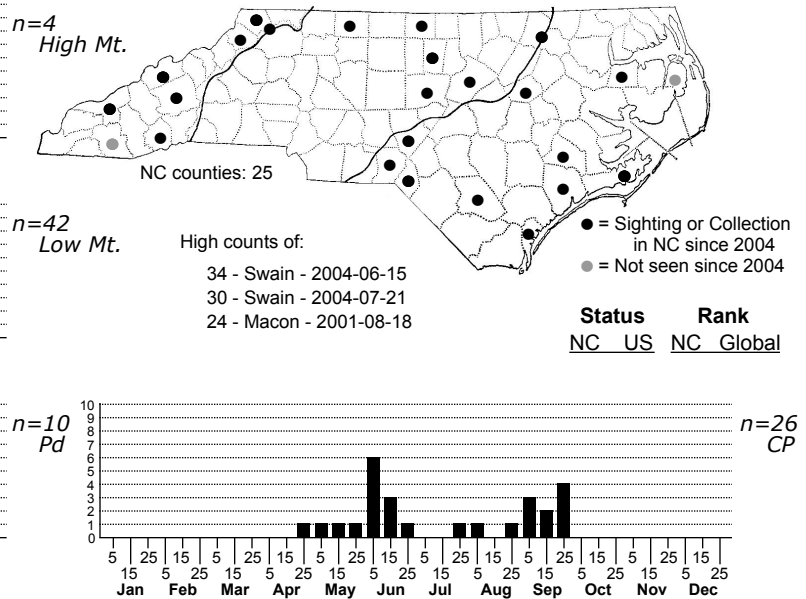 n=4
High Mt.
NC counties: 25
n=42
Low Mt.
High counts of:
34 - Swain - 2004-06-15
30 - Swain - 2004-07-21
24 - Macon - 2001-08-18
= Sighting or Collection
in NC since 2004
= Not seen since 2004
Status Rank
NC US NC Global
n=10
Pd
n=26
CP
10
9
8
7
6
5
4
3
2
1
0
5 25 15 5 25 15 5 25 15 5 25 15 5 25 15 5 25 15
15 5 25 15 5 25 15 5 25 15 5 25 15 5 25 15 5 25
Jan Feb Mar Apr May Jun Jul Aug Sep Oct Nov Dec